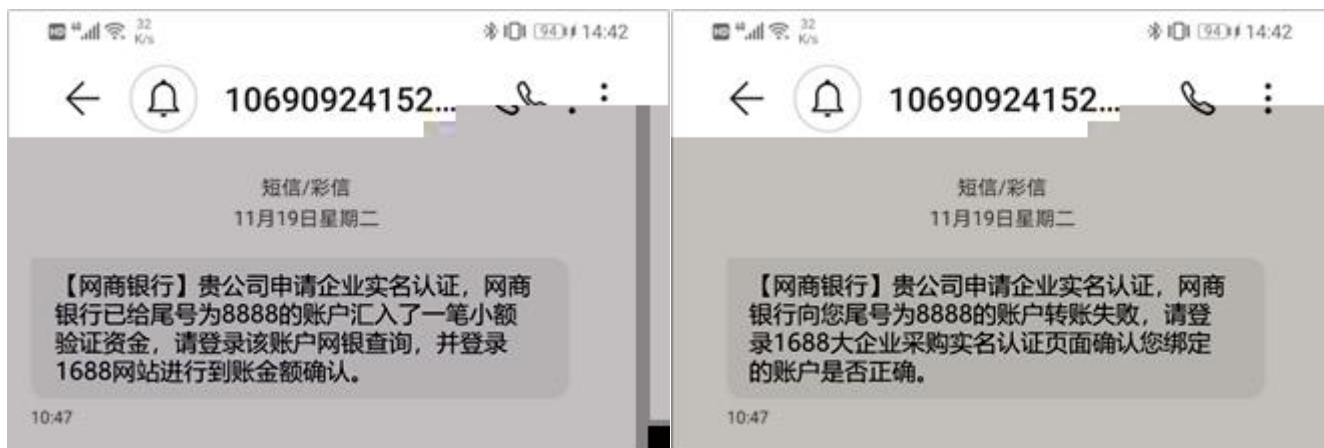 32
K/s
94
14:42
10690924152...
短信/彩信
11月19日星期二
【网商银行】贵公司申请企业实名认证，网商
银行已给尾号为8888的账户汇入了一笔小额
验证资金，请登录该账户网银查询，并登录
1688网站进行到账金额确认。
10:47
32
K/s
94
14:42
10690924152...
短信/彩信
11月19日星期二
【网商银行】贵公司申请企业实名认证，网商
银行向您尾号为8888的账户转账失败，请登
录1688大企业采购实名认证页面确认您绑定
的账户是否正确。
10:47